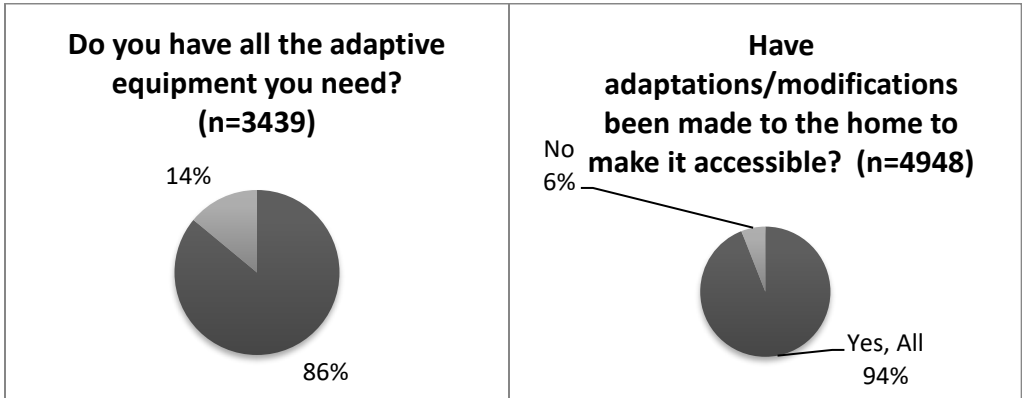 Do you have all the adaptive
equipment you need?
(n=3439)
14%
86%
Have
adaptations/modifications
been made to the home to
make it accessible? (n=4948)
No
6%
Yes, All
94%